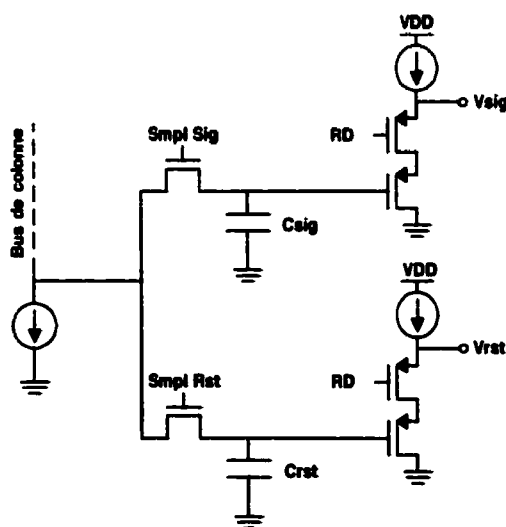 VDD
Vsig
RD
Smpl Sig
Csig
Bus de colonne
VDD
Vrst
RD
Smpl Rst
Crst